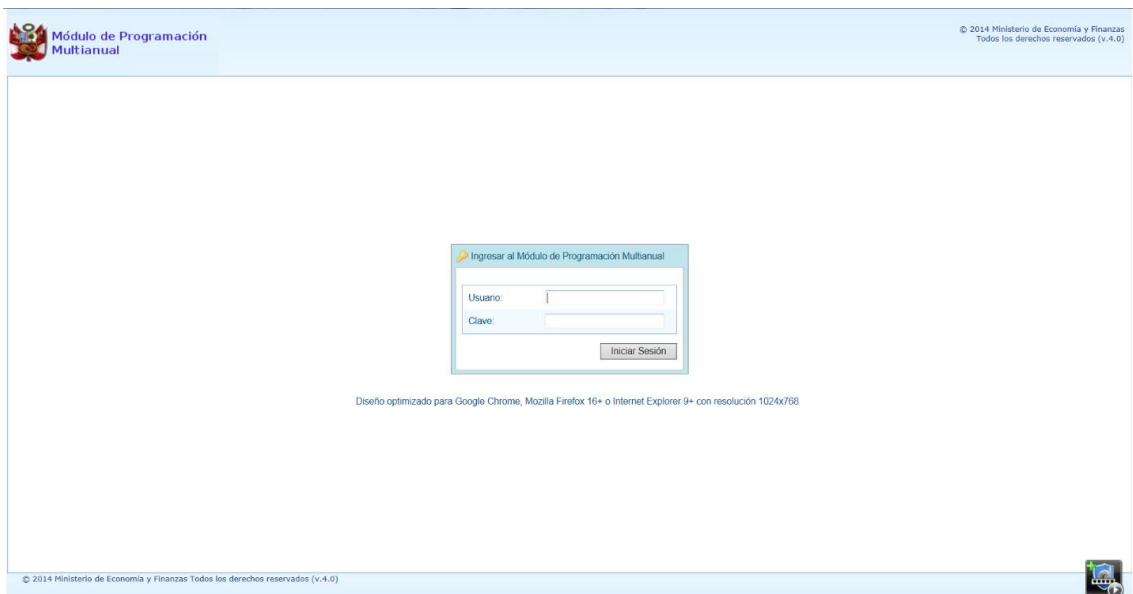 Módulo de Programación
Multianual
© 2014 Ministerio de Economía y Finanzas
Todos los derechos reservados (v.4.0)
Ingresar al Módulo de Programación Multianual
Usuario:
Clave:
Iniciar Sesión
Diseño optimizado para Google Chrome, Mozilla Firefox 16+ o Internet Explorer 9+ con resolución 1024x768
© 2014 Ministerio de Economía y Finanzas Todos los derechos reservados (v.4.0)